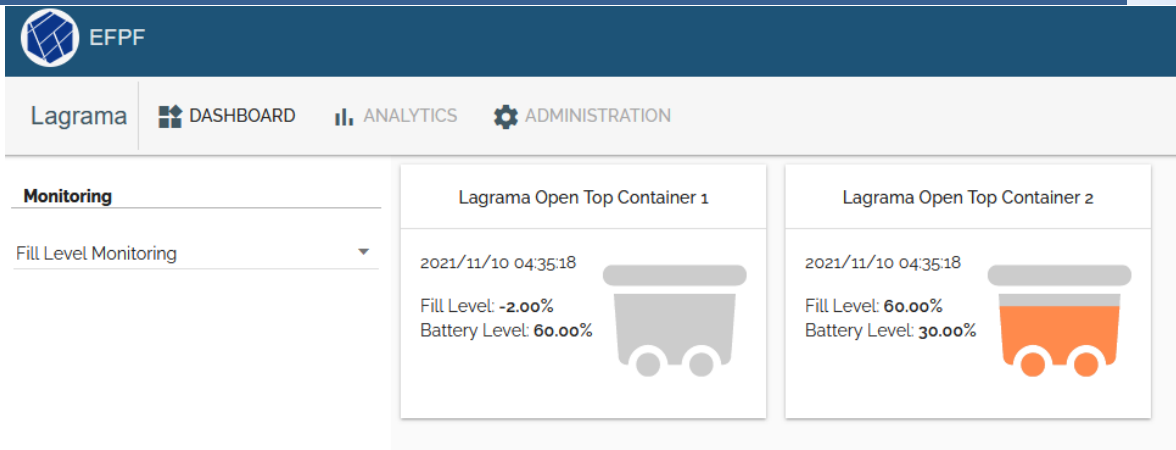 EFPF
Lagrama
DASHBOARD
ANALYTICS
ADMINISTRATION
Monitoring
Fill Level Monitoring
Lagrama Open Top Container 1
2021/11/10 04:35:18
Fill Level: -2.00%
Battery Level: 60.00%
Lagrama Open Top Container 2
2021/11/10 04:35:18
Fill Level: 60.00%
Battery Level: 30.00%